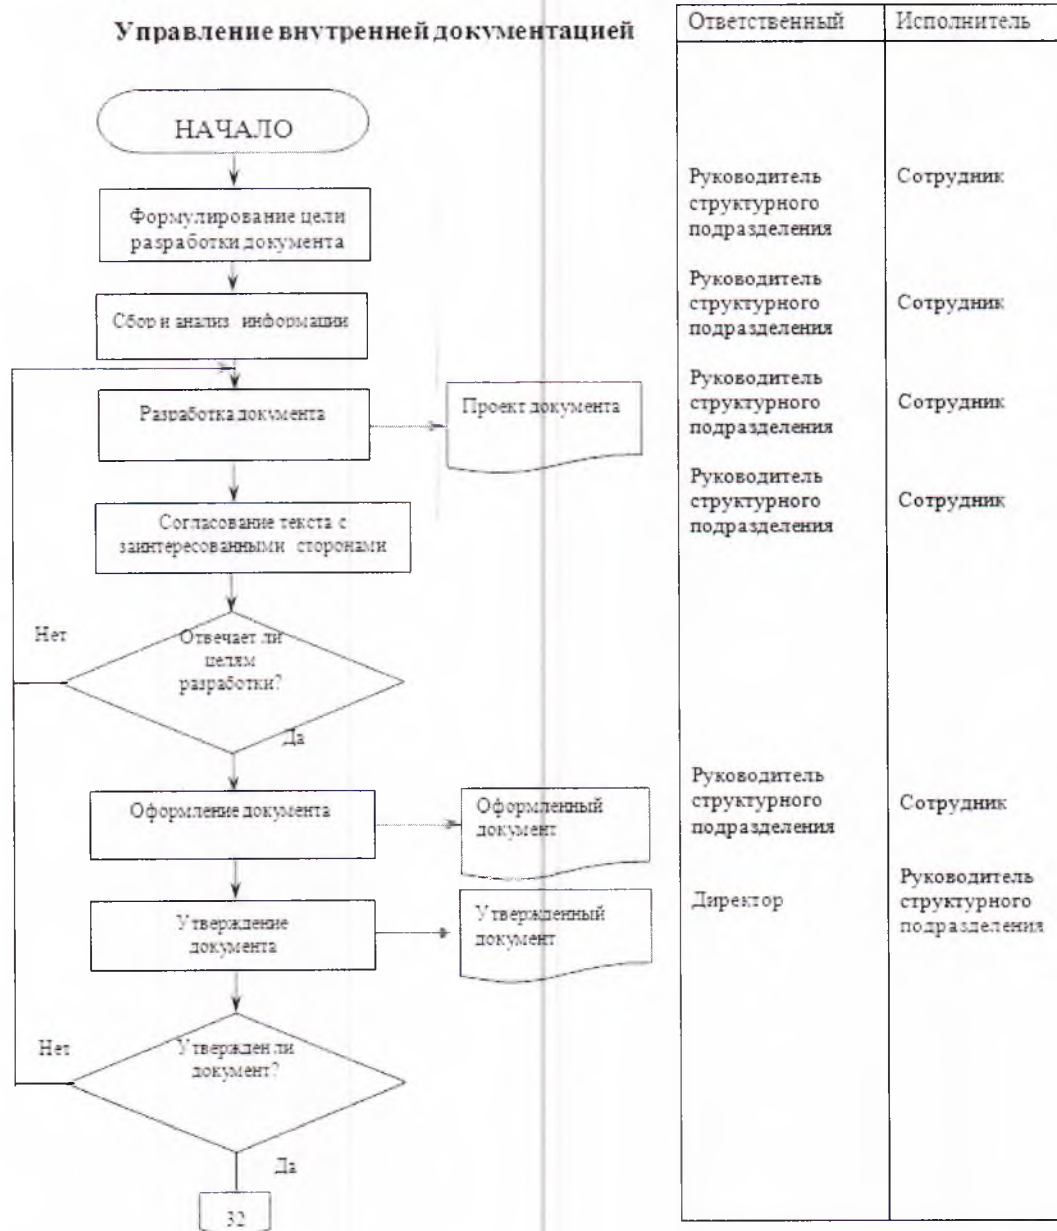 Управление внутренней документацией
Ответственный
Исполнитель
НАЧАЛО
Формулирование цели
разработки документа
Руководитель
структурного
подразделения
Сотрудник
Сбор и анализ информации
Руководитель
структурного
подразделения
Сотрудник
Разработка документа
Проект документа
Руководитель
структурного
подразделения
Сотрудник
Согласование текста с
заинтересованными сторонами
Руководитель
структурного
подразделения
Сотрудник
Нет
Отвечает ли
целям
разработки?
Да
Оформление документа
Оформленный
документ
Руководитель
структурного
подразделения
Сотрудник
Утверждение
документа
Утвержденный
документ
Директор
Руководитель
структурного
подразделения
Нет
Утвержден ли
документ?
Да
32